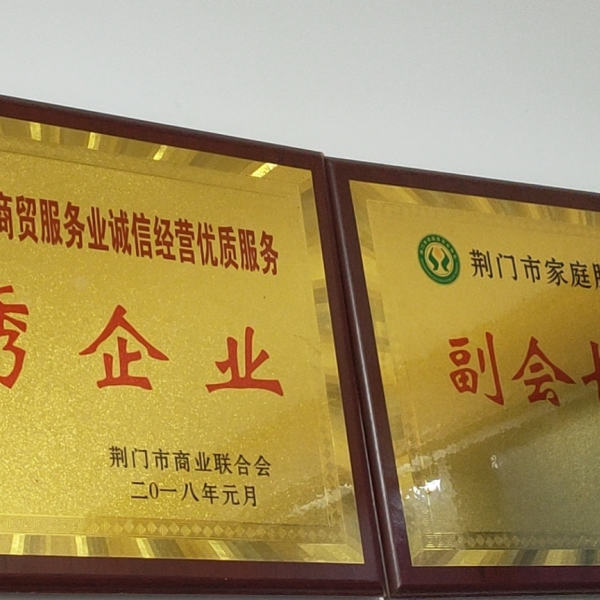 商贸服务业诚信经营优质服务
秀企业
荆门市商业联合会
二〇一八年元月
荆门市家庭服
副会长